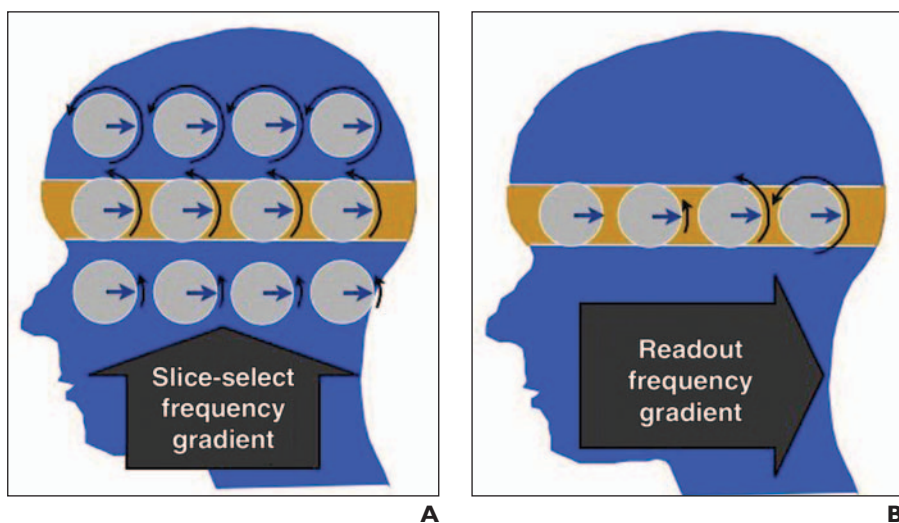 Slice-select
frequency
gradient
A
Readout
frequency
gradient
B